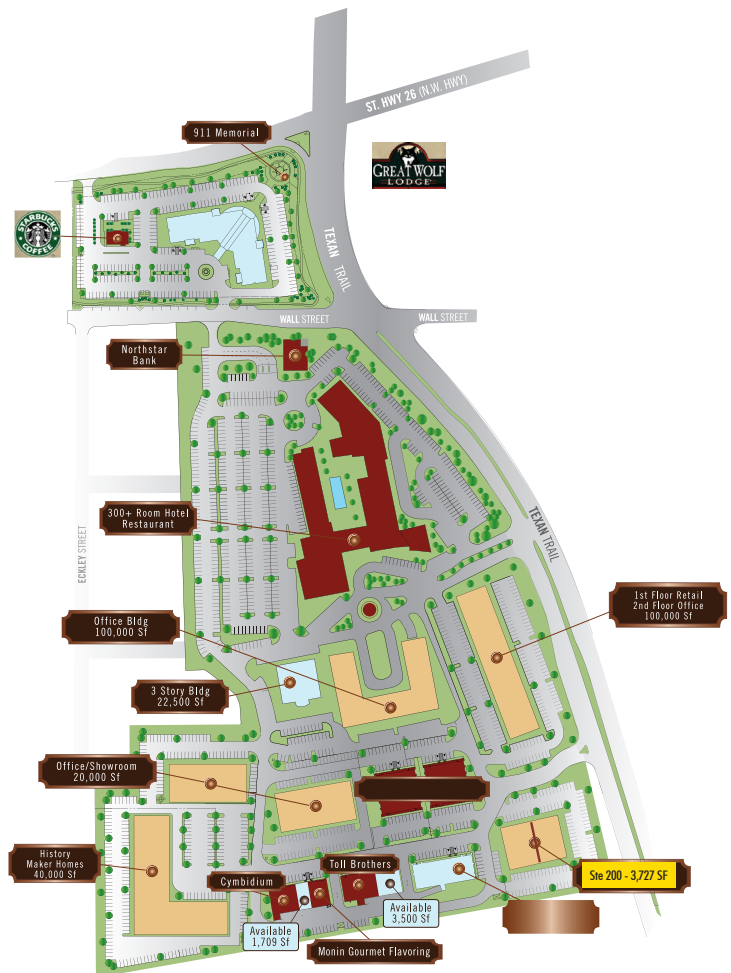 ST. HWY 26 (N.W. HWY)
911 Memorial
GREAT WOLF
LODGE
STARBUCKS
COFFEE
TEXAN TRAIL
WALL STREET
WALL STREET
Northstar
Bank
300+ Room Hotel
Restaurant
TEXAN TRAIL
ECKLEY STREET
1st Floor Retail
2nd Floor Office
100,000 Sf
Office Bldg
100,000 Sf
3 Story Bldg
22,500 Sf
Office/Showroom
20,000 Sf
History
Maker Homes
40,000 Sf
Toll Brothers
Cymbidium
Ste 200 - 3,727 SF
Available
3,500 Sf
Available
1,709 Sf
Monin Gourmet Flavoring